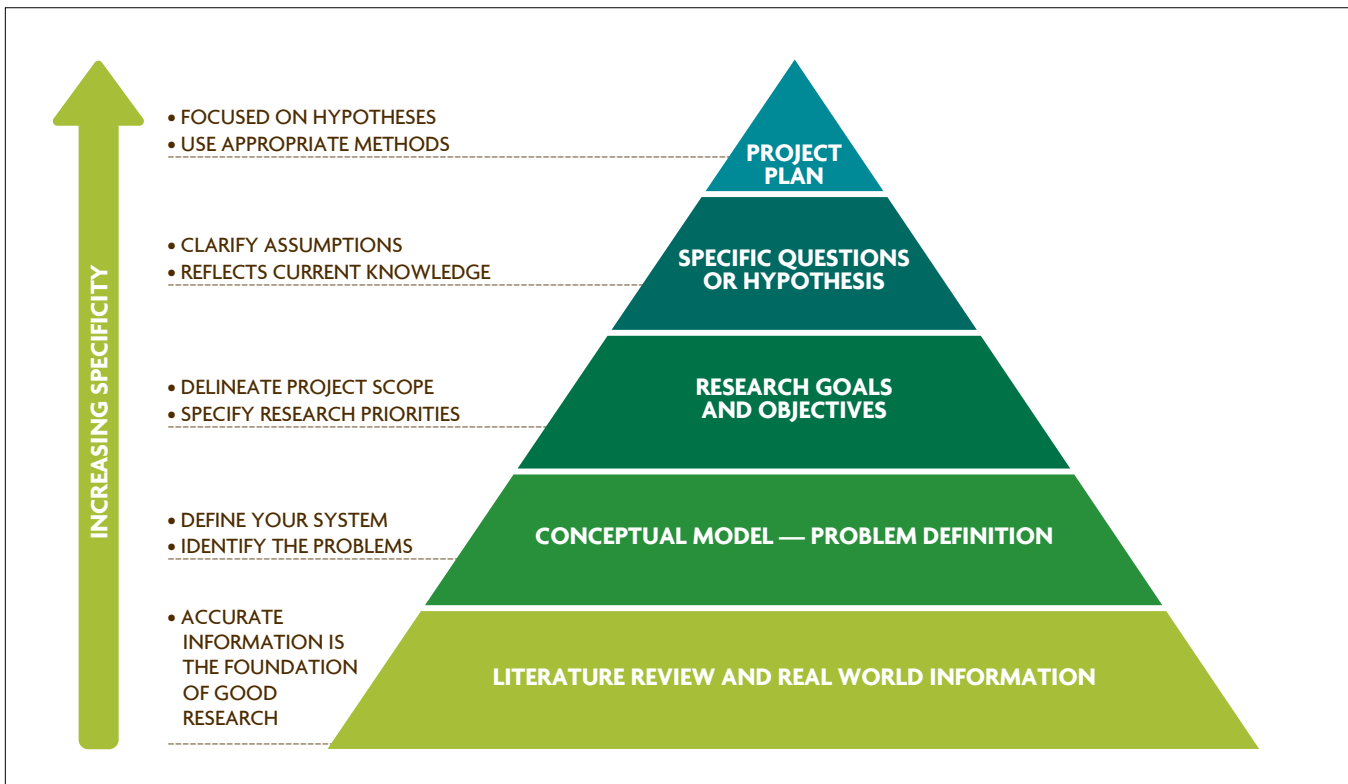 • FOCUSED ON HYPOTHESES
• USE APPROPRIATE METHODS
PROJECT
PLAN
• CLARIFY ASSUMPTIONS
• REFLECTS CURRENT KNOWLEDGE
SPECIFIC QUESTIONS
OR HYPOTHESIS
• DELINEATE PROJECT SCOPE
• SPECIFY RESEARCH PRIORITIES
RESEARCH GOALS
AND OBJECTIVES
• DEFINE YOUR SYSTEM
• IDENTIFY THE PROBLEMS
CONCEPTUAL MODEL — PROBLEM DEFINITION
• ACCURATE
INFORMATION IS
THE FOUNDATION
OF GOOD
RESEARCH
LITERATURE REVIEW AND REAL WORLD INFORMATION
INCREASING SPECIFICITY